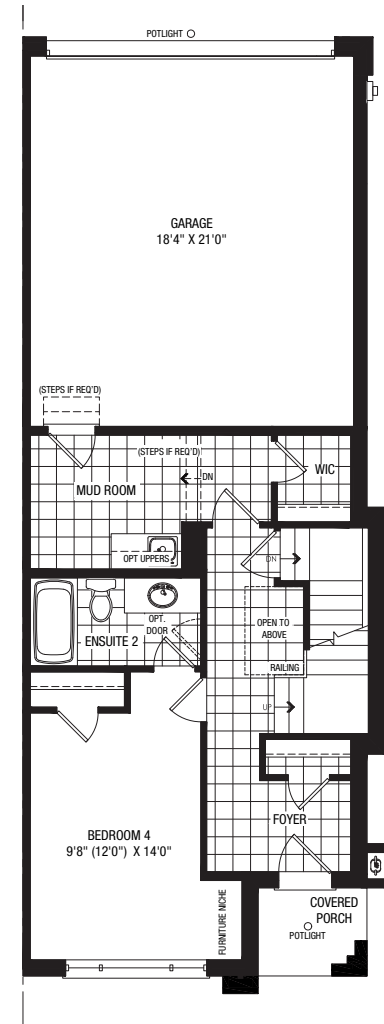 POTLIGHT
GARAGE
18'4" X 21'0"
(STEPS IF REQ'D)
(STEPS IF REQ'D)
DN
WIC
MUD ROOM
OPT UPPERS
DN
OPT.
DOOR
ENSUITE 2
OPEN TO
ABOVE
RAILING
UP
FOYER
BEDROOM 4
9'8" (12'0") X 14'0"
FURNITURE NICHE
COVERED
PORCH
POTLIGHT